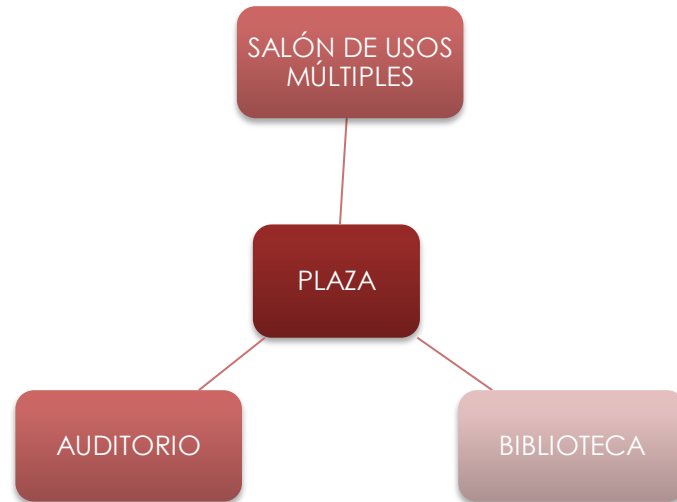 SALÓN DE USOS
MÚLTIPLES
PLAZA
AUDITORIO
BIBLIOTECA